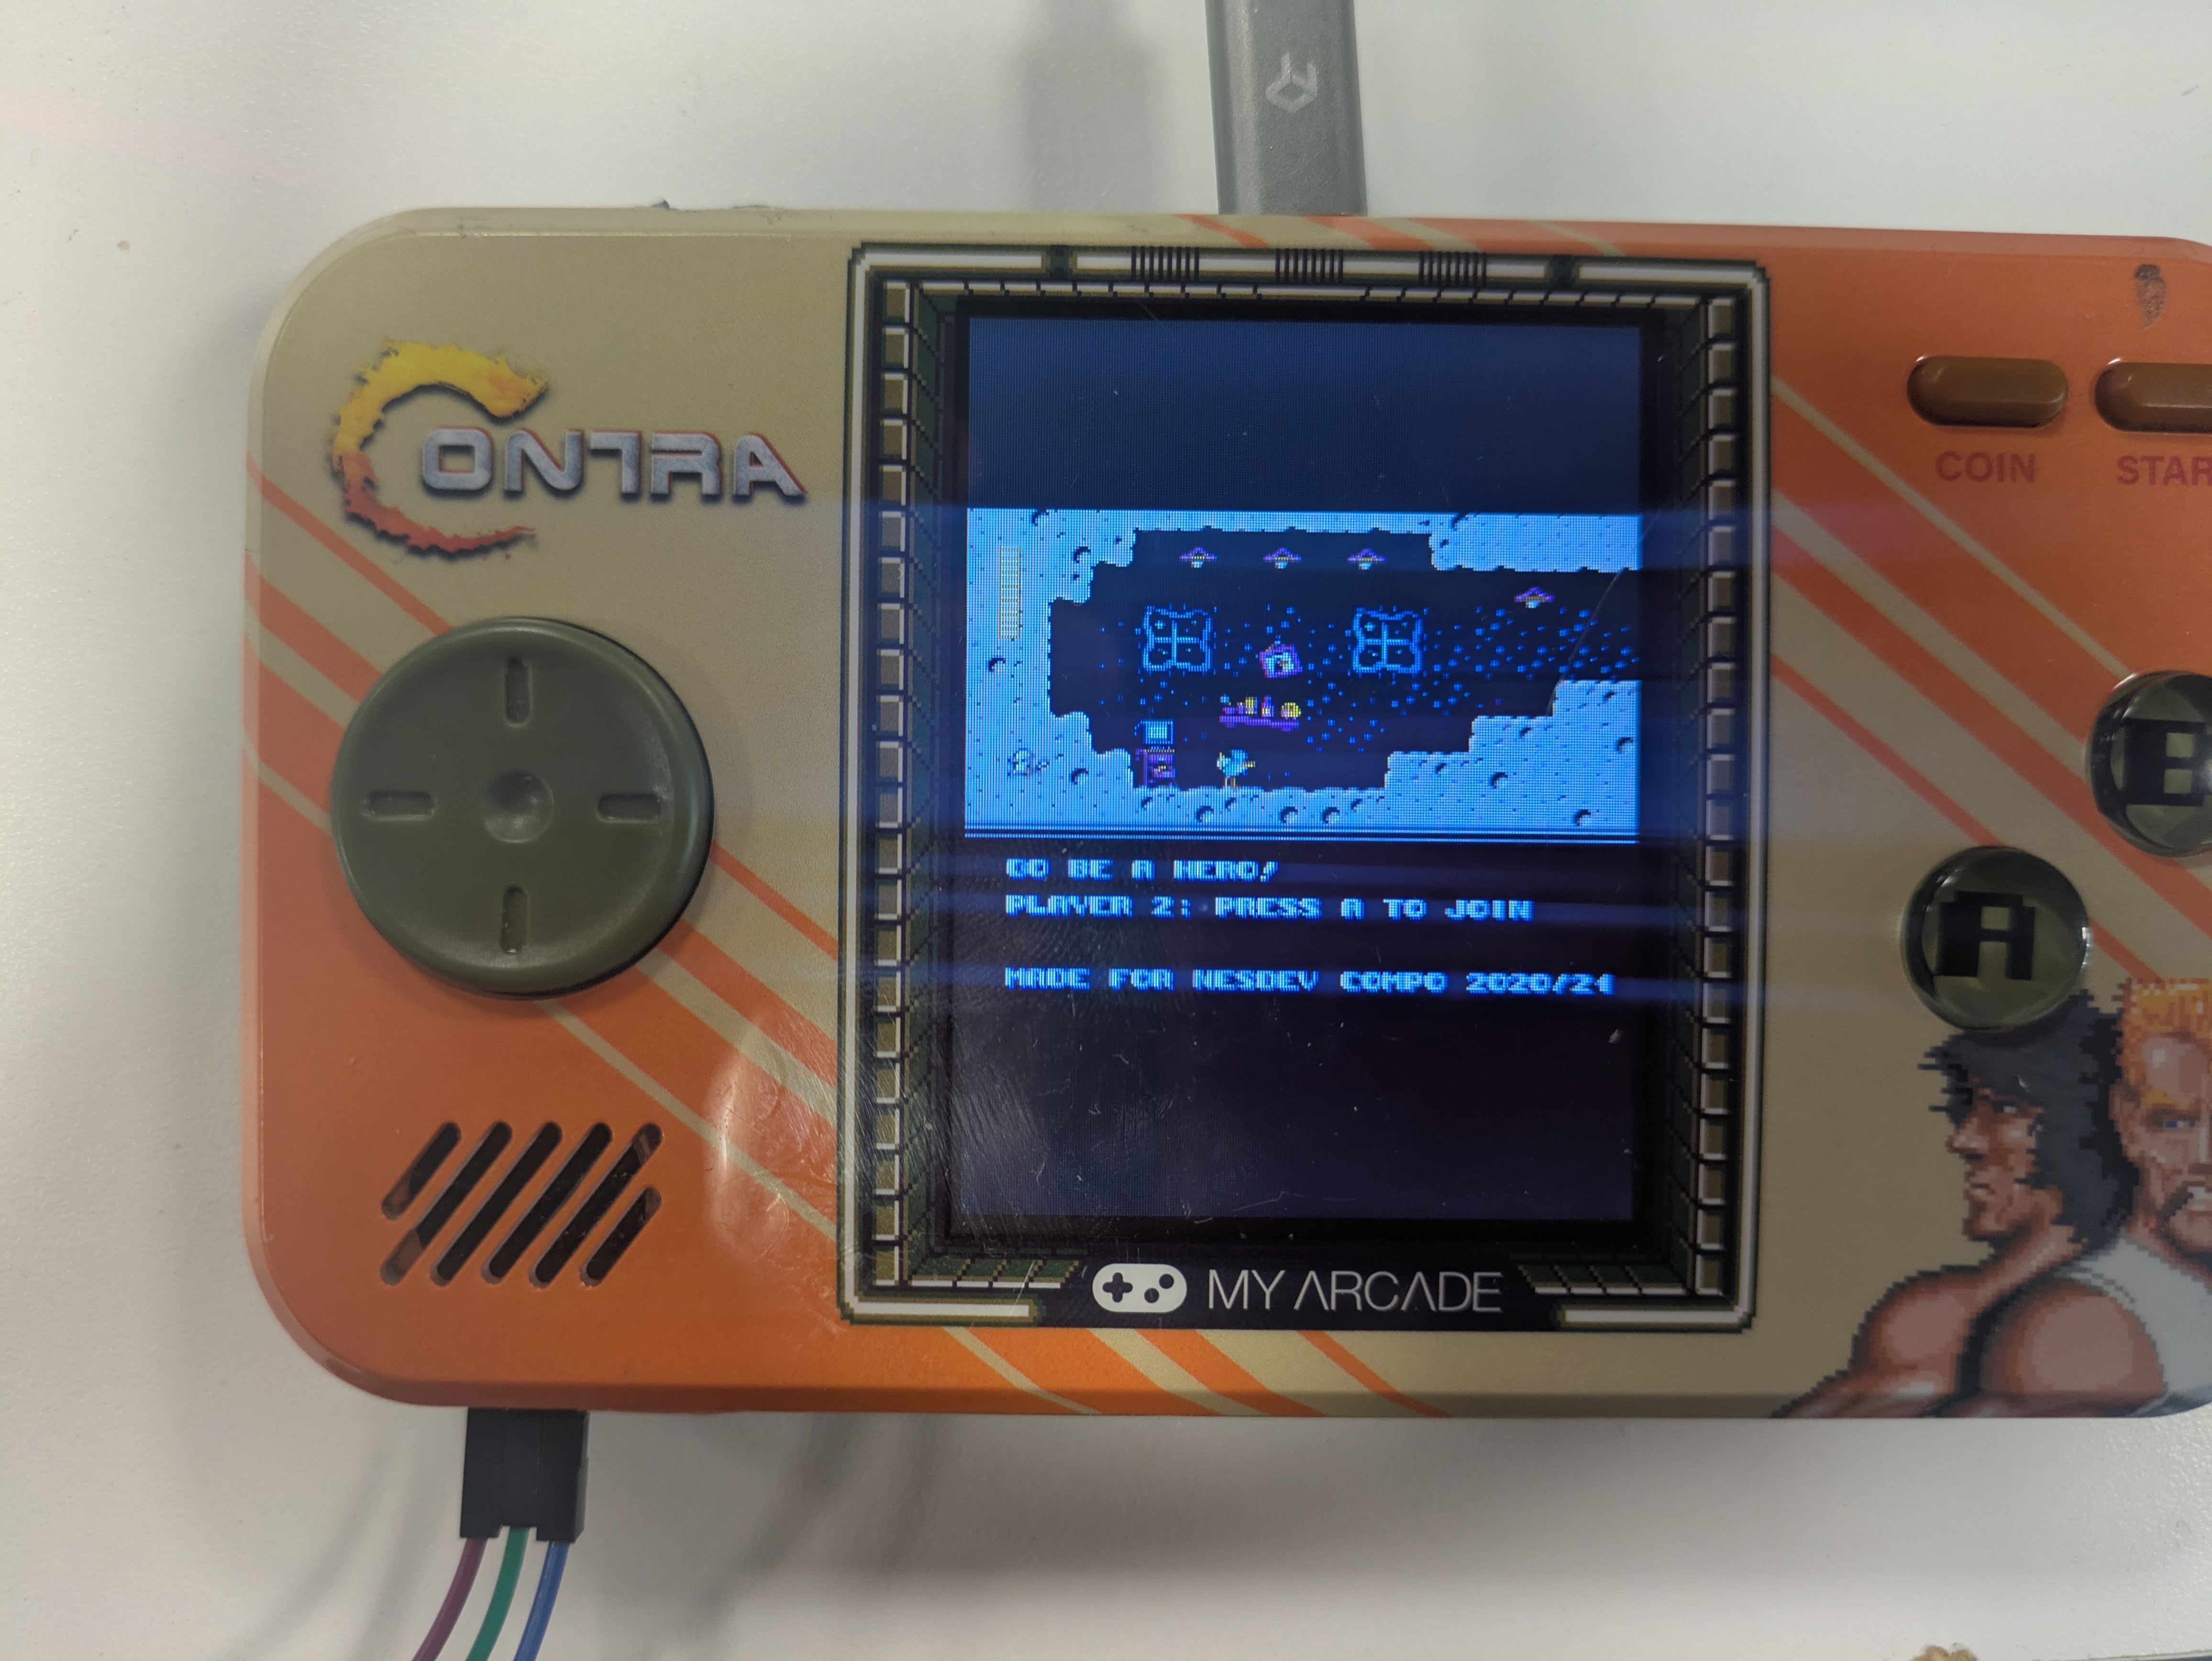 CONTRA
COIN
STAR
B
A
GO BE A HERO!
PLAYER 2: PRESS A TO JOIN
MADE FOR NESDEV COMPO 2020/21
MY ARCADE